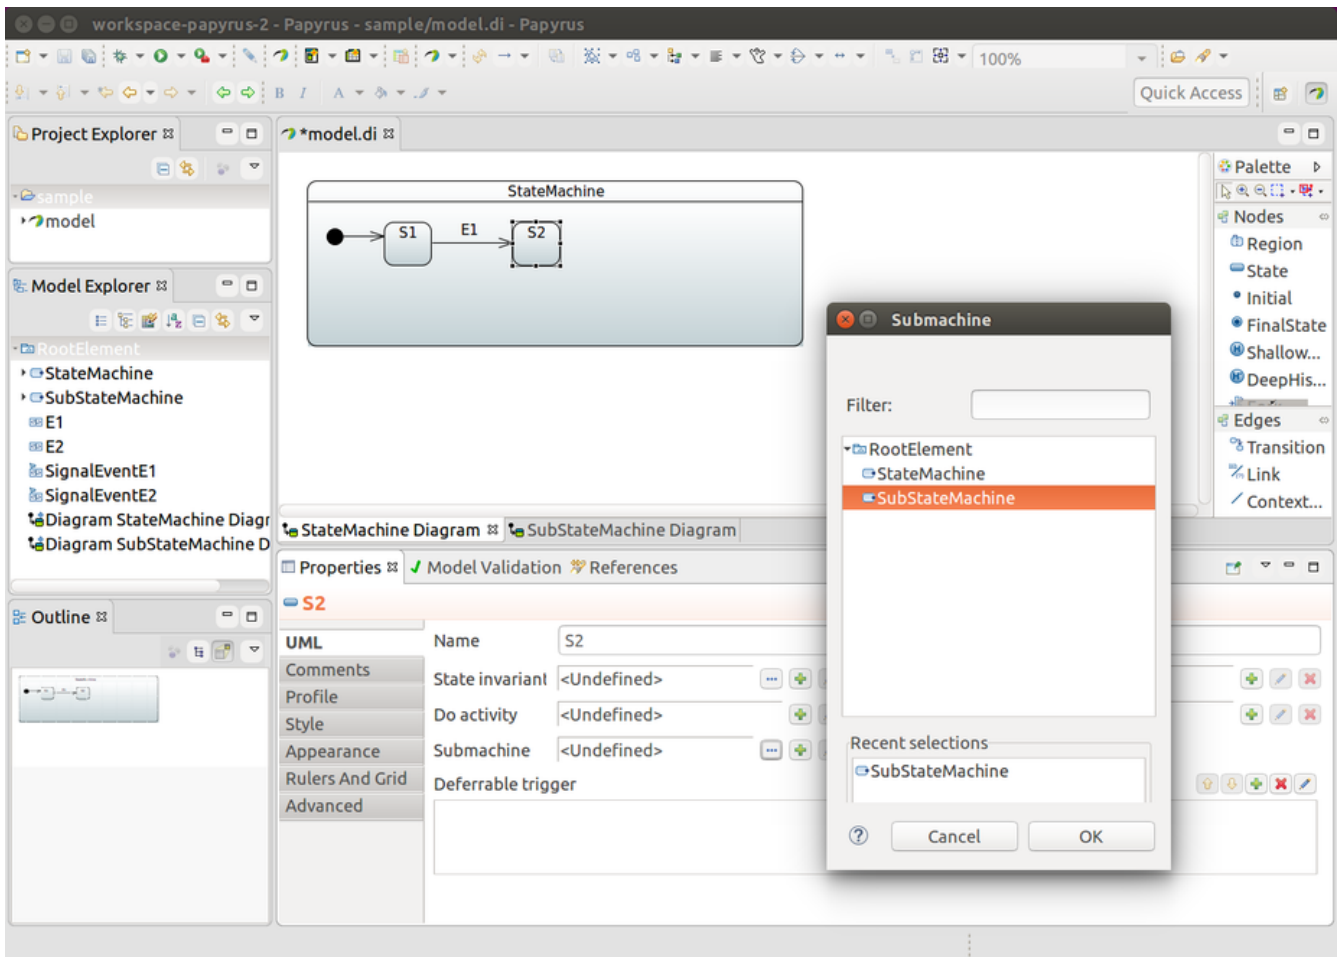 workspace-papyrus-2 - Papyrus - sample/model.di - Papyrus
100%
B I A
Quick Access
Project Explorer
sample
model
Model Explorer
RootElement
StateMachine
SubStateMachine
E1
E2
SignalEventE1
SignalEventE2
Diagram StateMachine Diagr
Diagram SubStateMachine D
Outline
*model.di
StateMachine
S1
E1
S2
StateMachine Diagram
SubStateMachine Diagram
Palette
Nodes
Region
State
Initial
FinalState
Shallow...
DeepHis...
Edges
Transition
Link
Context...
Properties
Model Validation
References
S2
UML
Comments
Profile
Style
Appearance
Rulers And Grid
Advanced
Name S2
State invariant <Undefined>
Do activity <Undefined>
Submachine <Undefined>
Deferrable trigger
Submachine
Filter:
RootElement
StateMachine
SubStateMachine
Recent selections
SubStateMachine
Cancel
OK